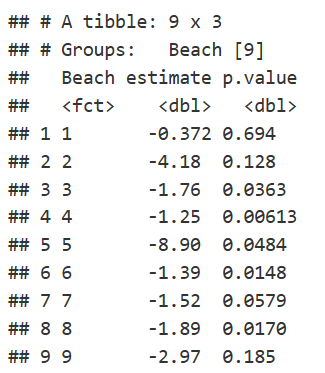 ## # A tibble: 9 x 3
## # Groups:   Beach [9]
##   Beach estimate p.value
##   <fct>    <dbl>   <dbl>
## 1 1       -0.372 0.694
## 2 2       -4.18  0.128
## 3 3       -1.76  0.0363
## 4 4       -1.25  0.00613
## 5 5       -8.90  0.0484
## 6 6       -1.39  0.0148
## 7 7       -1.52  0.0579
## 8 8       -1.89  0.0170
## 9 9       -2.97  0.185